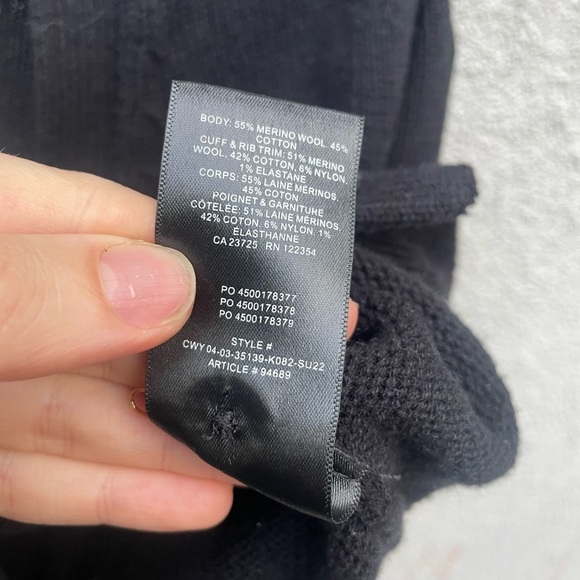 BODY: 55% MERINO WOOL. 45%
COTTON
CUFF & RIB TRIM: 51% MERINO
WOOL. 42% COTTON. 6% NYLON
1% ELASTANE
CORPS: 55% LAINE MERINOS.
45% COTON
POIGNET & GARNITURE
CÔTELÉE: 51% LAINE MERINOS.
42% COTON. 6% NYLON. 1%
ÉLASTHANNE
CA 23725 RN 122354
PO 4500178377
PO 4500178378
PO 4500178379
STYLE #
CWY 04-03-35139-K082-SU22
ARTICLE # 94689